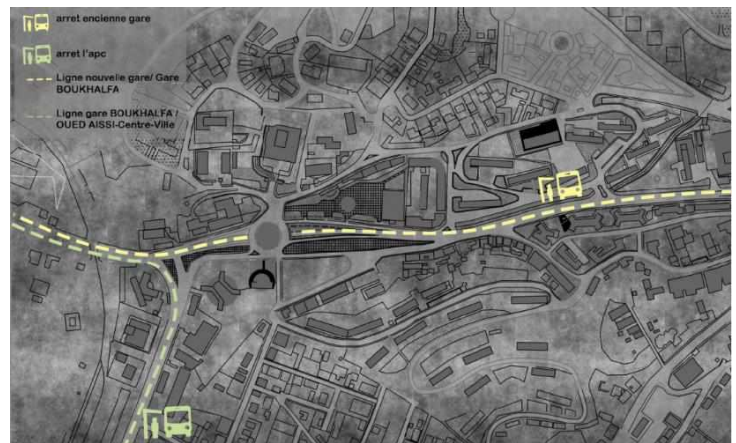 arret encienne gare
arret l'apc
Ligne nouvelle gare/ Gare
BOUKHALFA
Ligne gare BOUKHALFA /
OUED AISSI-Centre-Ville